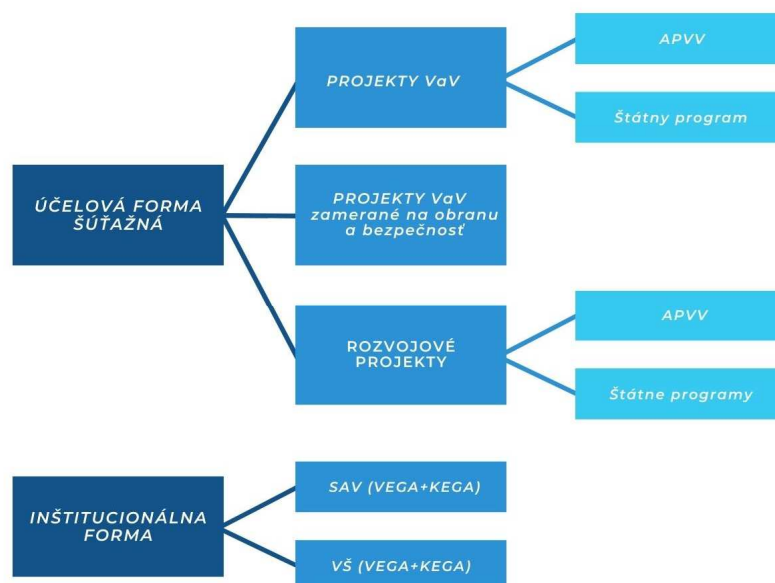 PROJEKTY VaV
APVV
Štátny program
ÚČELOVÁ FORMA
ŠÚŤAŽNÁ
PROJEKTY VaV
zamerané na obranu
a bezpečnosť
ROZVOJOVÉ
PROJEKTY
APVV
Štátne programy
INŠTITUCIONÁLNA
FORMA
SAV (VEGA+KEGA)
VŠ (VEGA+KEGA)